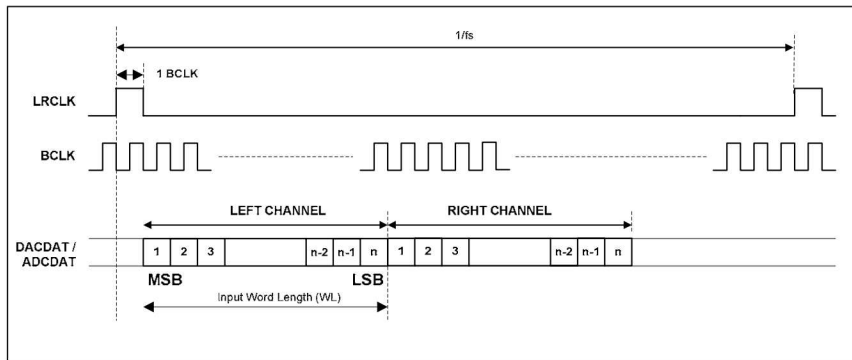 1/fs
1 BCLK
LRCLK
BCLK
LEFT CHANNEL
RIGHT CHANNEL
DACDAT /
ADCDAT
1 2 3 n-2 n-1 n 1 2 3 n-2 n-1 n
MSB LSB
Input Word Length (WL)